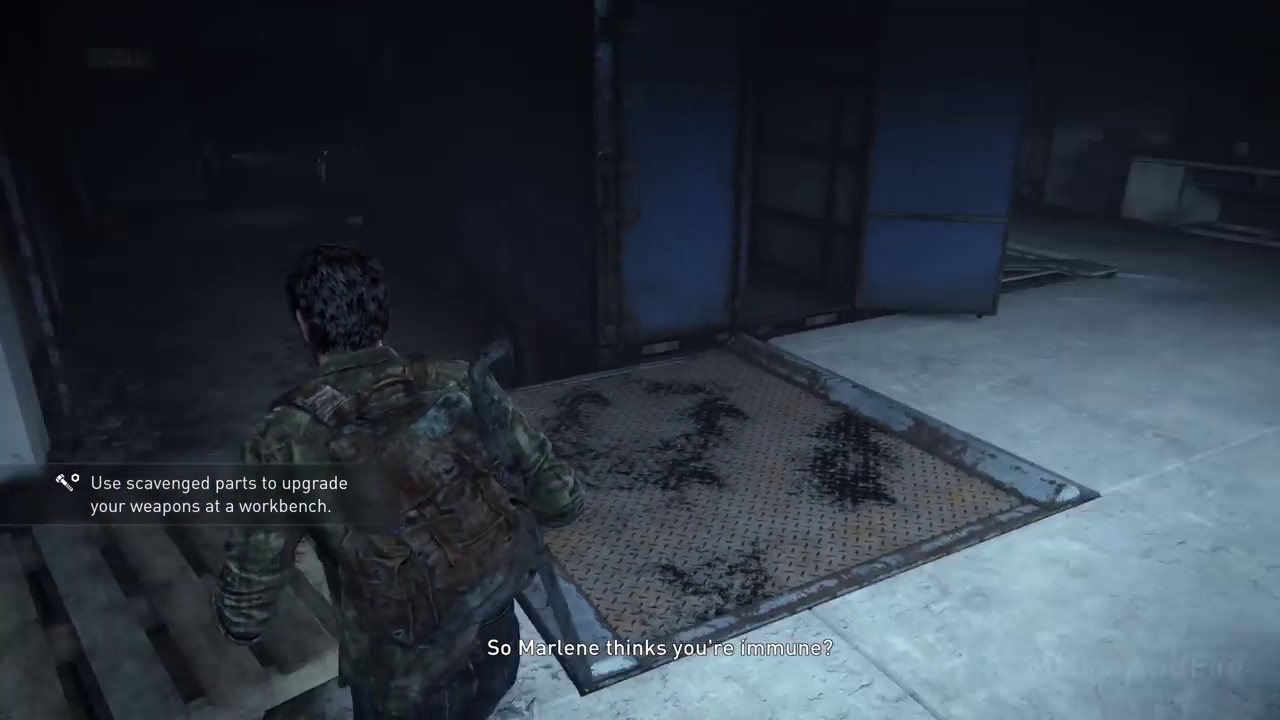 Use scavenged parts to upgrade
your weapons at a workbench.
So Marlene thinks you're immune?